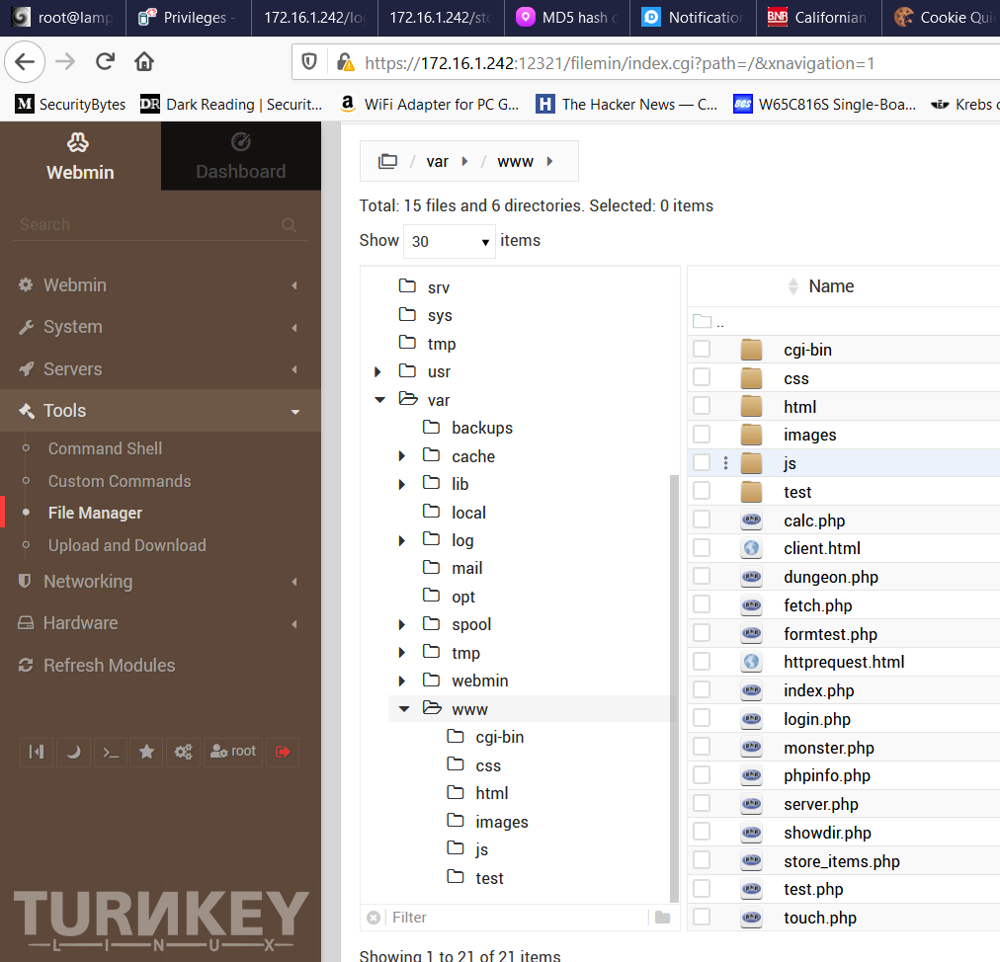 root@lamp
Privileges -
172.16.1.242/lo
172.16.1.242/sto
MD5 hash c
Notification
BNR Californian
Cookie Qui
https://172.16.1.242:12321/filemin/index.cgi?path=/&xnavigation=1
M SecurityBytes
DR Dark Reading | Securit...
a WiFi Adapter for PC G...
H The Hacker News — C...
BGS W65C816S Single-Boa...
Krebs o
Webmin
Dashboard
Search
Webmin
System
Servers
Tools
Command Shell
Custom Commands
File Manager
Upload and Download
Networking
Hardware
Refresh Modules
root
TURNKEY
LINUX
/ var / www
Total: 15 files and 6 directories. Selected: 0 items
Show 30 items
srv
sys
tmp
usr
var
backups
cache
lib
local
log
mail
opt
spool
tmp
webmin
www
cgi-bin
css
html
images
js
test
Filter
Name
..
cgi-bin
css
html
images
js
test
calc.php
client.html
dungeon.php
fetch.php
formtest.php
httprequest.html
index.php
login.php
monster.php
phpinfo.php
server.php
showdir.php
store_items.php
test.php
touch.php
Showing 1 to 21 of 21 items